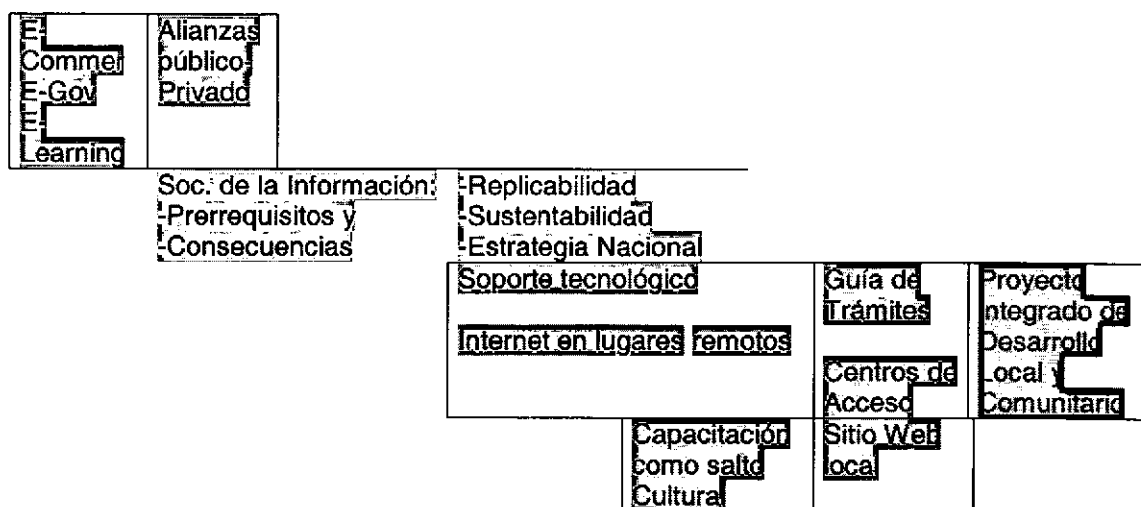 E-
Commer
E-Gov
E-
Learning
Alianzas
público-
Privado
Soc. de la Información:
-Prerrequisitos y
-Consecuencias
-Replicabilidad
-Sustentabilidad
-Estrategia Nacional
Soporte tecnológico
Internet en lugares remotos
Guía de
Trámites
Centros de
Acceso
Proyecto
Integrado de
Desarrollo
Local y
Comunitario
Capacitación
como salto
Cultural
Sitio Web
local